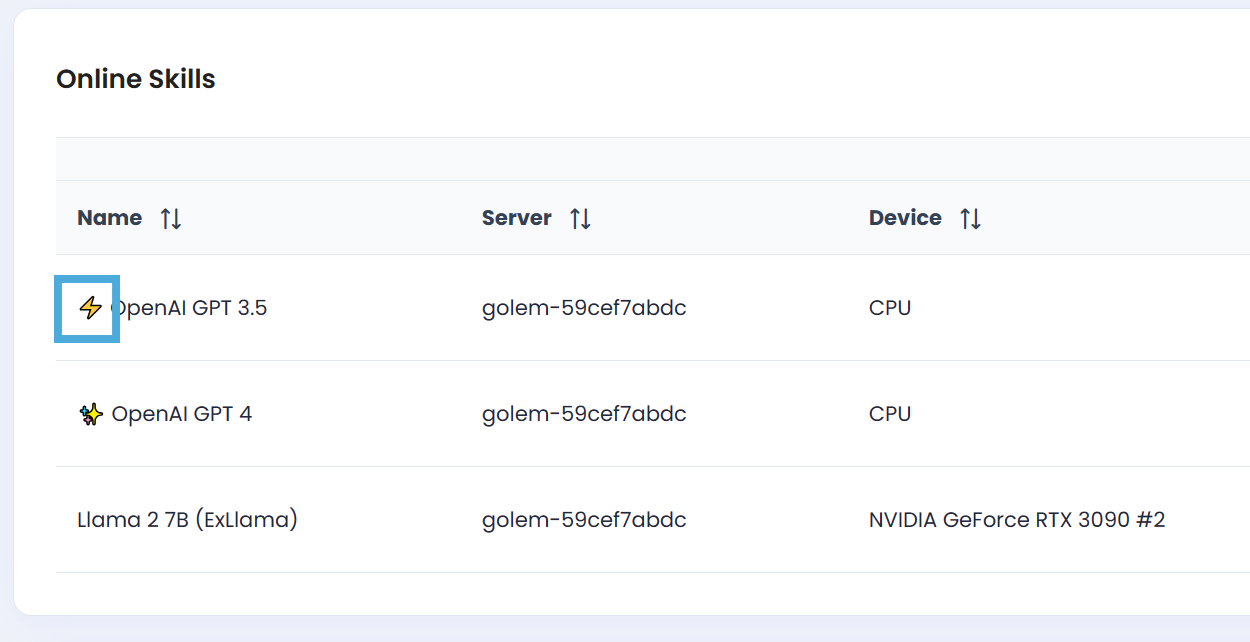 Online Skills
Name Server Device
⚡ OpenAI GPT 3.5 golem-59cef7abdc CPU
✨ OpenAI GPT 4 golem-59cef7abdc CPU
Llama 2 7B (ExLlama) golem-59cef7abdc NVIDIA GeForce RTX 3090 #2